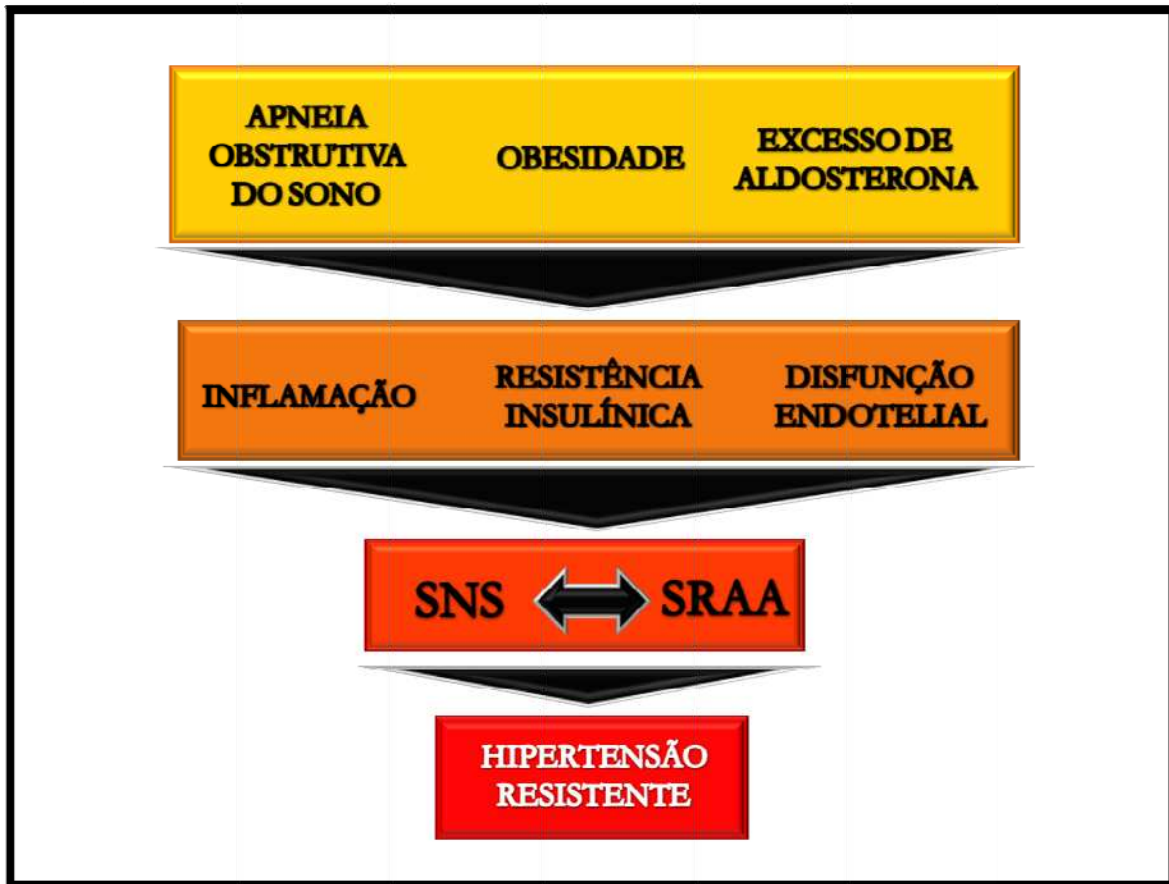 APNEIA
OBSTRUTIVA
DO SONO
OBESIDADE
EXCESSO DE
ALDOSTERONA
INFLAMAÇÃO
RESISTÊNCIA
INSULÍNICA
DISFUNÇÃO
ENDOTELIAL
SNS
SRAA
HIPERTENSÃO
RESISTENTE